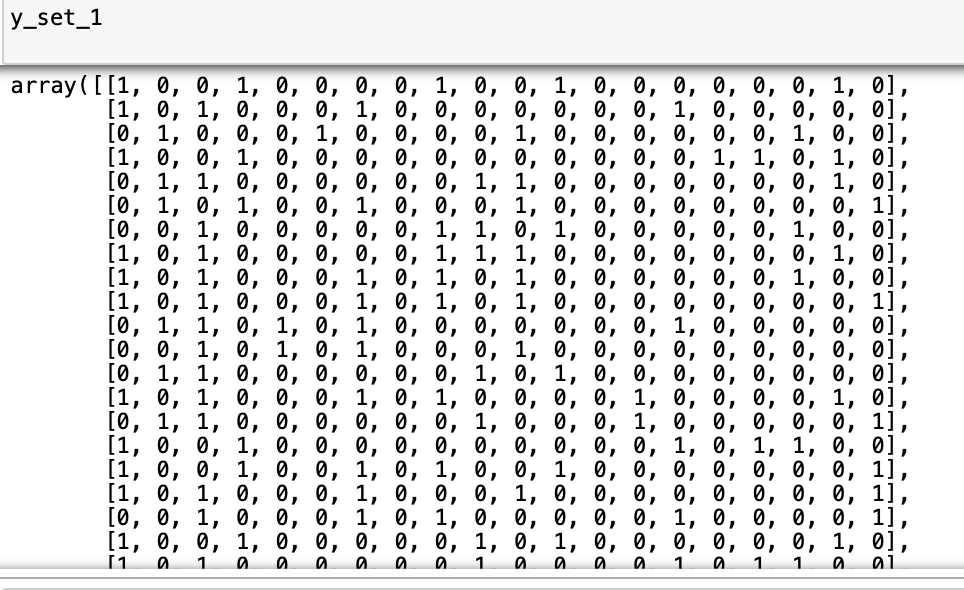 y_set_1
array([[1, 0, 0, 1, 0, 0, 0, 0, 1, 0, 0, 1, 0, 0, 0, 0, 0, 0, 1, 0],
[1, 0, 1, 0, 0, 0, 1, 0, 0, 0, 0, 0, 0, 0, 1, 0, 0, 0, 0, 0],
[0, 1, 0, 0, 0, 1, 0, 0, 0, 0, 1, 0, 0, 0, 0, 0, 0, 1, 0, 0],
[1, 0, 0, 1, 0, 0, 0, 0, 0, 0, 0, 0, 0, 0, 0, 1, 1, 0, 1, 0],
[0, 1, 1, 0, 0, 0, 0, 0, 0, 1, 1, 0, 0, 0, 0, 0, 0, 0, 1, 0],
[0, 1, 0, 1, 0, 0, 1, 0, 0, 0, 1, 0, 0, 0, 0, 0, 0, 0, 0, 1],
[0, 0, 1, 0, 0, 0, 0, 0, 1, 1, 0, 1, 0, 0, 0, 0, 0, 1, 0, 0],
[1, 0, 1, 0, 0, 0, 0, 0, 1, 1, 1, 0, 0, 0, 0, 0, 0, 0, 1, 0],
[1, 0, 1, 0, 0, 0, 1, 0, 1, 0, 1, 0, 0, 0, 0, 0, 0, 1, 0, 0],
[1, 0, 1, 0, 0, 0, 1, 0, 1, 0, 1, 0, 0, 0, 0, 0, 0, 0, 0, 1],
[0, 1, 1, 0, 1, 0, 1, 0, 0, 0, 0, 0, 0, 0, 1, 0, 0, 0, 0, 0],
[0, 0, 1, 0, 1, 0, 1, 0, 0, 0, 1, 0, 0, 0, 0, 0, 0, 0, 0, 0],
[0, 1, 1, 0, 0, 0, 0, 0, 0, 1, 0, 1, 0, 0, 0, 0, 0, 0, 0, 0],
[1, 0, 1, 0, 0, 0, 1, 0, 1, 0, 0, 0, 0, 1, 0, 0, 0, 0, 1, 0],
[0, 1, 1, 0, 0, 0, 0, 0, 0, 1, 0, 0, 0, 1, 0, 0, 0, 0, 0, 1],
[1, 0, 0, 1, 0, 0, 0, 0, 0, 0, 0, 0, 0, 0, 1, 0, 1, 1, 0, 0],
[1, 0, 0, 1, 0, 0, 1, 0, 1, 0, 0, 1, 0, 0, 0, 0, 0, 0, 0, 1],
[1, 0, 1, 0, 0, 0, 1, 0, 0, 0, 1, 0, 0, 0, 0, 0, 0, 0, 0, 1],
[0, 0, 1, 0, 0, 0, 1, 0, 1, 0, 0, 0, 0, 0, 1, 0, 0, 0, 0, 1],
[1, 0, 0, 1, 0, 0, 0, 0, 0, 1, 0, 1, 0, 0, 0, 0, 0, 0, 1, 0],
[1, 0, 1, 0, 0, 0, 0, 0, 0, 1, 0, 0, 0, 0, 1, 0, 1, 1, 0, 0],